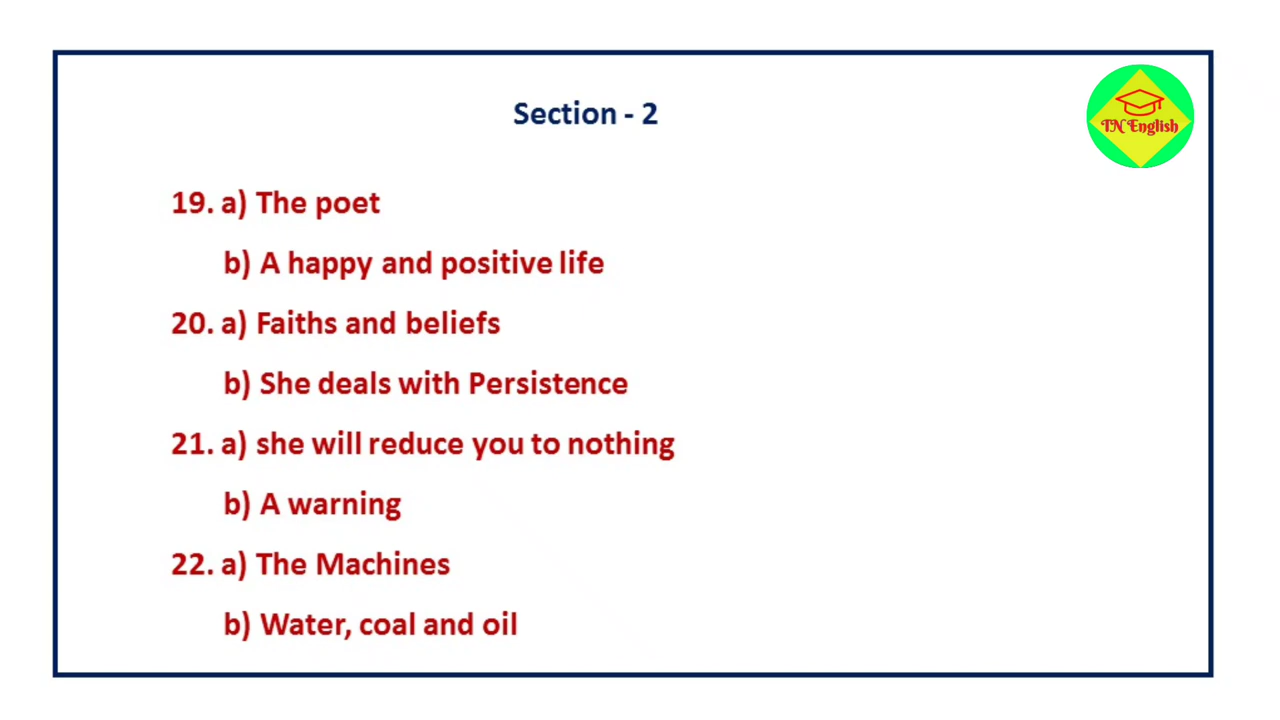 Section - 2
TN English
19. a) The poet
b) A happy and positive life
20. a) Faiths and beliefs
b) She deals with Persistence
21. a) she will reduce you to nothing
b) A warning
22. a) The Machines
b) Water, coal and oil